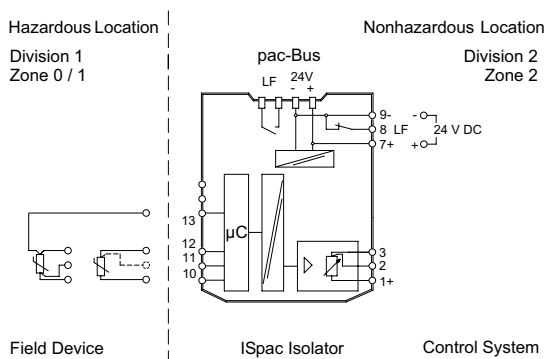 Hazardous Location
Nonhazardous Location
Division 1
Zone 0 / 1
Division 2
Zone 2
pac-Bus
LF
24V
- +
9-
8 LF
7+
-
24 V DC
+
13
12
11
10
µC
3
2
1+
Field Device
ISpac Isolator
Control System